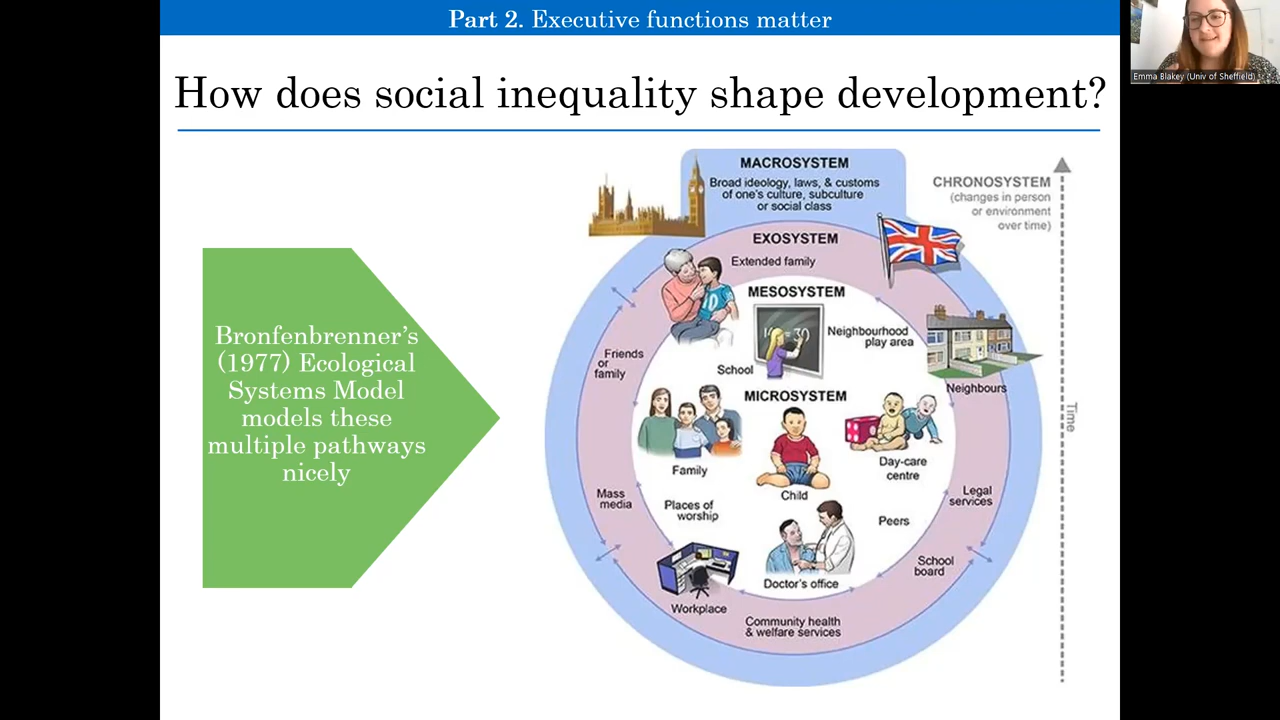 Part 2. Executive functions matter
Emma Blakey (Univ of Sheffield)
How does social inequality shape development?
Bronfenbrenner's
(1977) Ecological
Systems Model
models these
multiple pathways
nicely
MACROSYSTEM
Broad ideology, laws, & customs
of one's culture, subculture
or social class
CHRONOSYSTEM
(changes in person
or environment
over time)
EXOSYSTEM
Extended family
MESOSYSTEM
Neighbourhood
play area
School
Friends
or
family
Neighbours
MICROSYSTEM
Time
Family
Child
Day-care
centre
Mass
media
Places of
worship
Peers
Legal
services
School
board
Doctor's office
Workplace
Community health
& welfare services